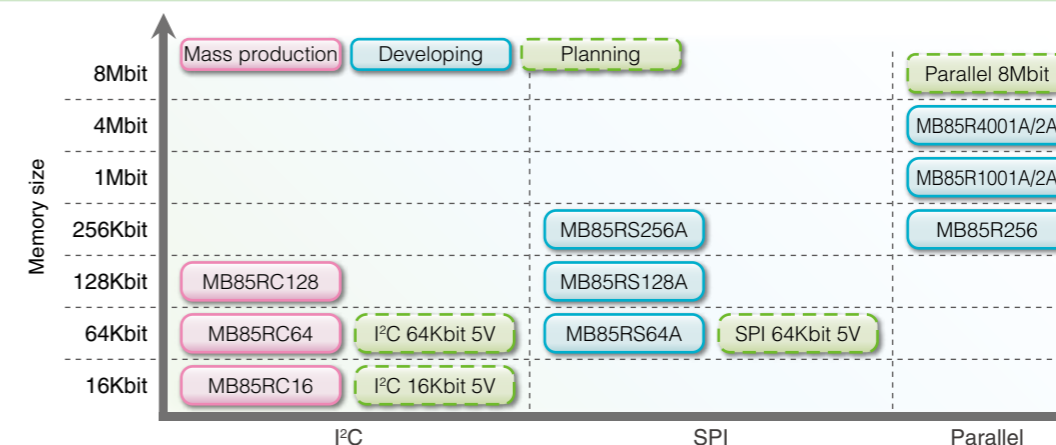 Mass production Developing Planning
8Mbit Parallel 8Mbit
4Mbit MB85R4001A/2A
1Mbit MB85R1001A/2A
256Kbit MB85RS256A MB85R256
128Kbit MB85RC128 MB85RS128A
64Kbit MB85RC64 I²C 64Kbit 5V MB85RS64A SPI 64Kbit 5V
16Kbit MB85RC16 I²C 16Kbit 5V
Memory size
I²C SPI Parallel